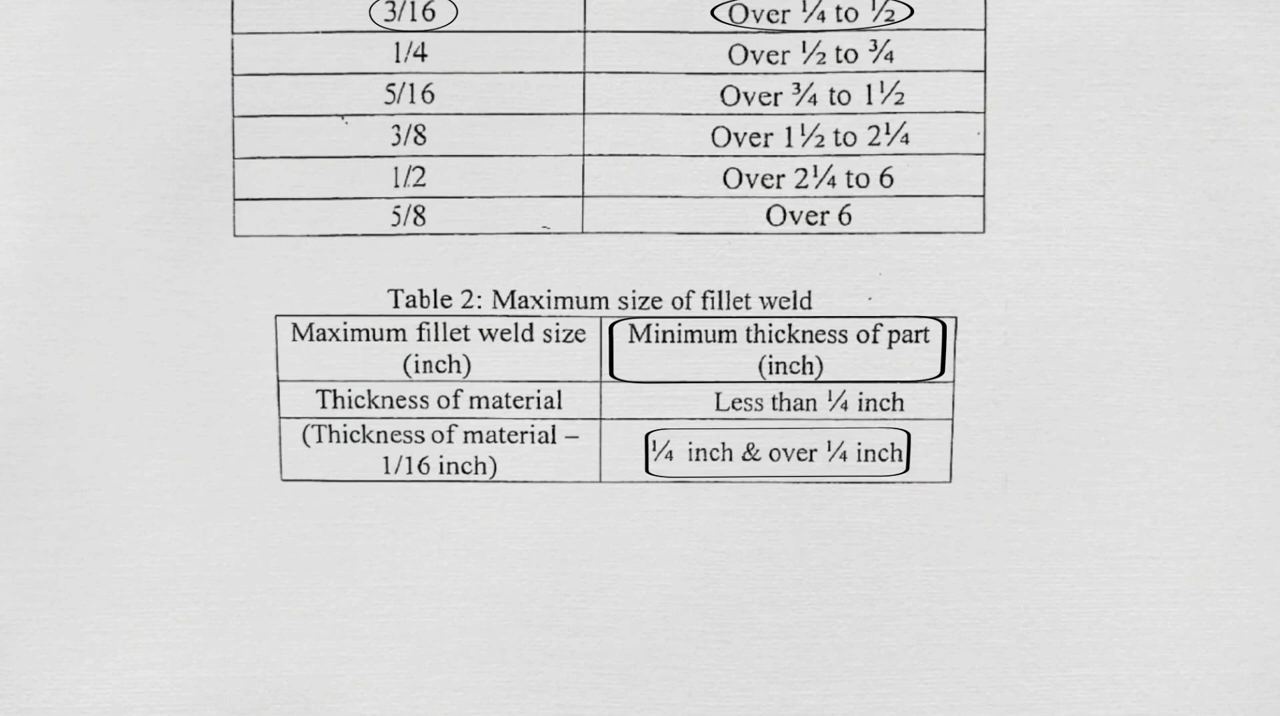 3/16 Over ¼ to ½
1/4 Over ½ to ¾
5/16 Over ¾ to 1½
3/8 Over 1½ to 2¼
1/2 Over 2¼ to 6
5/8 Over 6
Table 2: Maximum size of fillet weld
Maximum fillet weld size
(inch)
Minimum thickness of part
(inch)
Thickness of material Less than ¼ inch
(Thickness of material –
1/16 inch)
¼ inch & over ¼ inch